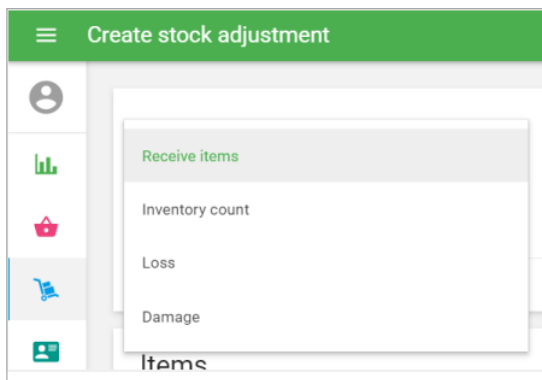 Create stock adjustment
Receive items
Inventory count
Loss
Damage
Items